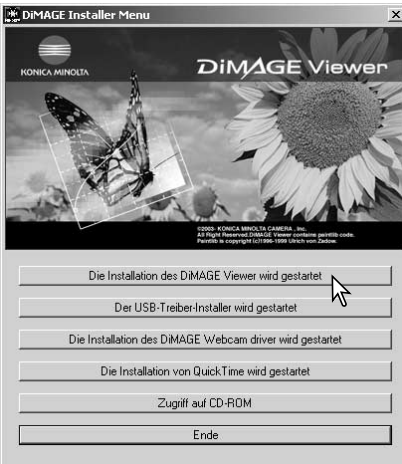 DiMAGE Installer Menu
KONICA MINOLTA
DiMAGE Viewer
©2003- KONICA MINOLTA CAMERA , Inc.
All Right Reserved.DiMAGE Viewer contains paintlib code.
Paintlib is copyright (c)1996-1998 Ulrich von Zadow.
Die Installation des DiMAGE Viewer wird gestartet
Der USB-Treiber-Installer wird gestartet
Die Installation des DiMAGE Webcam driver wird gestartet
Die Installation von QuickTime wird gestartet
Zugriff auf CD-ROM
Ende